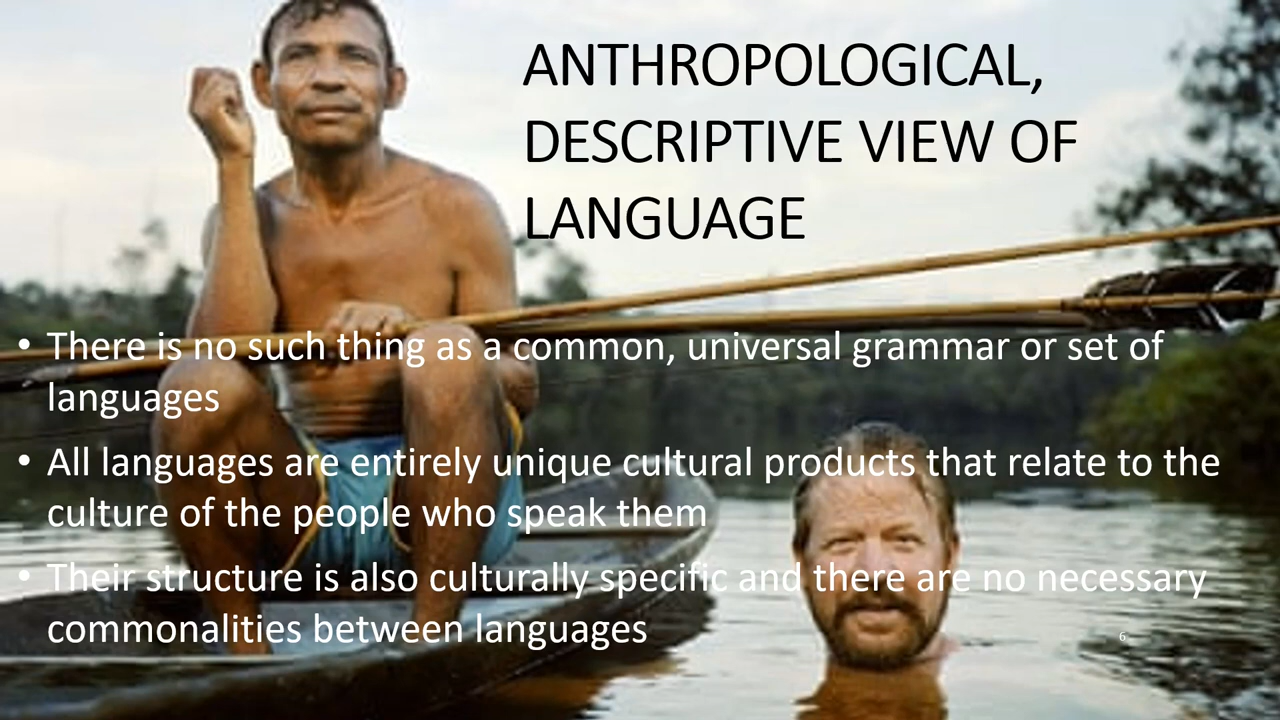 ANTHROPOLOGICAL,
DESCRIPTIVE VIEW OF
LANGUAGE
• There is no such thing as a common, universal grammar or set of
languages
• All languages are entirely unique cultural products that relate to the
culture of the people who speak them
• Their structure is also culturally specific and there are no necessary
commonalities between languages
6